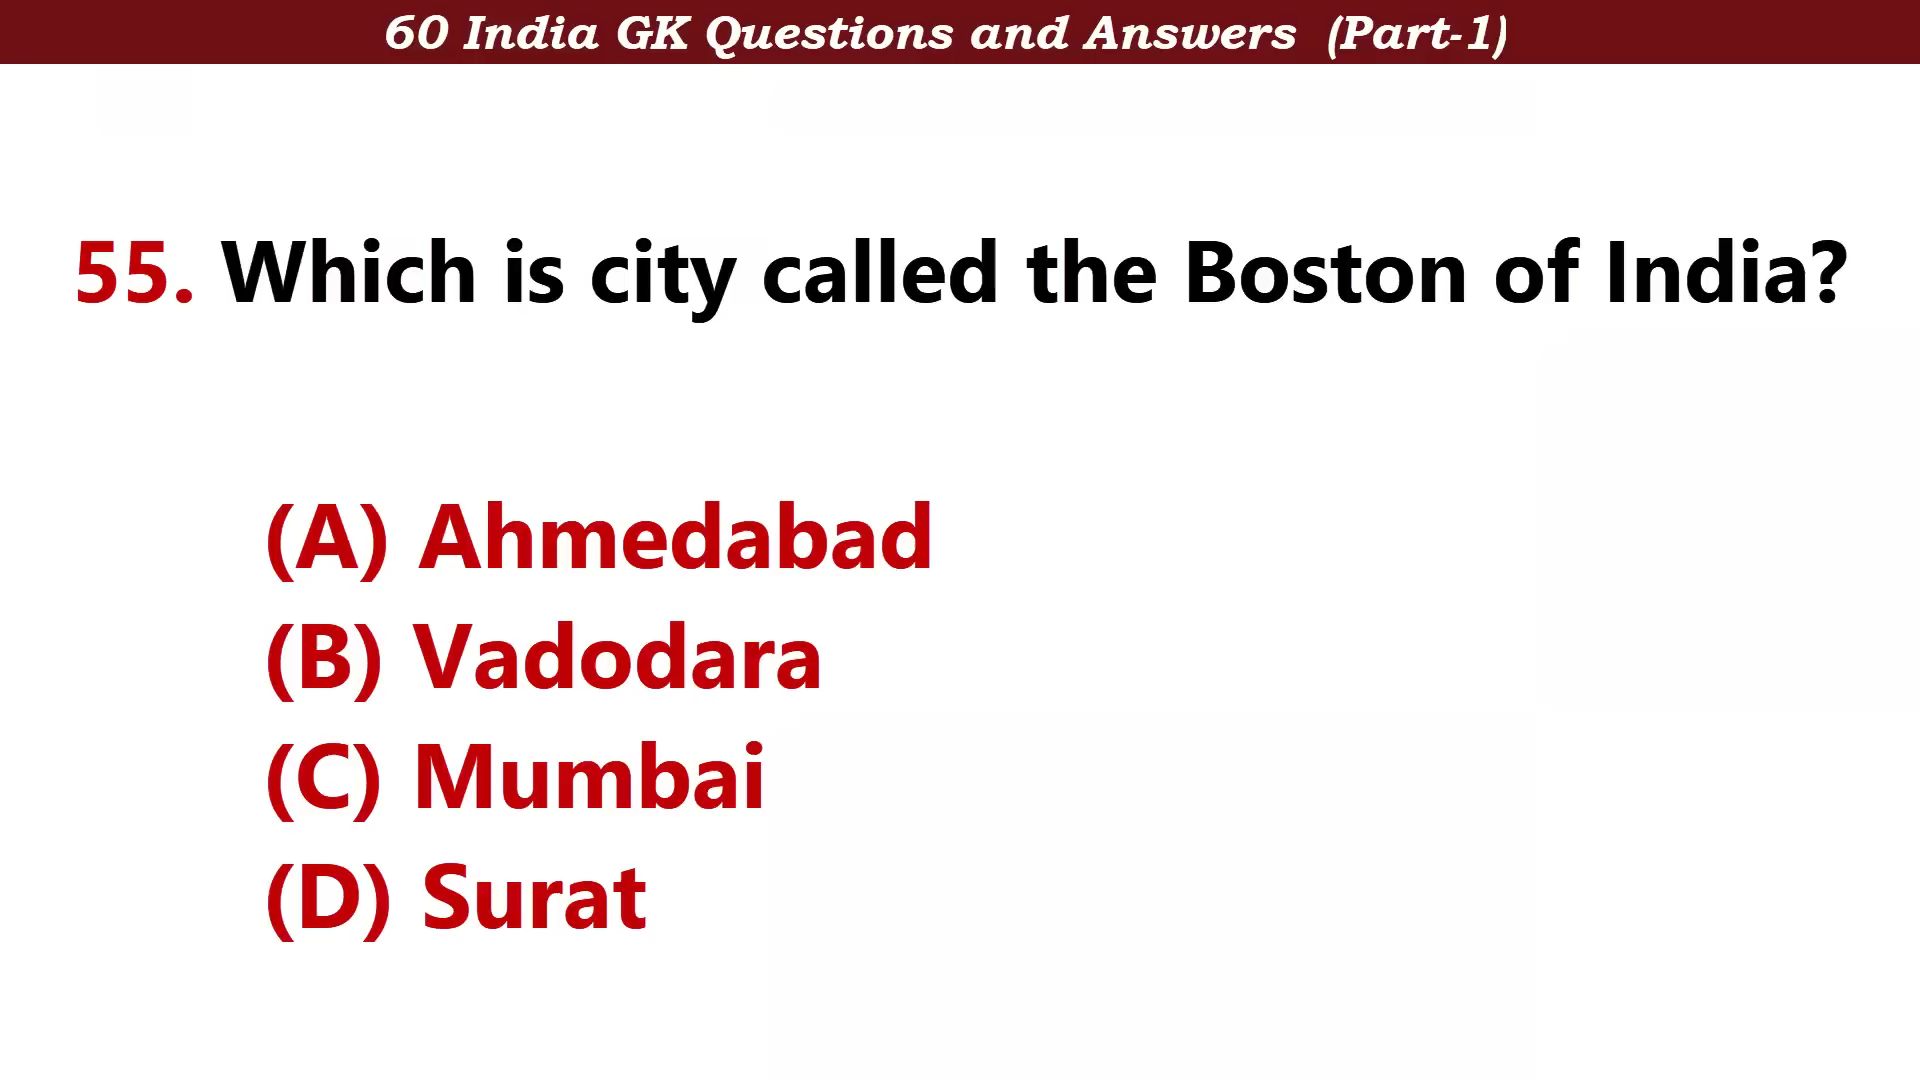 60 India GK Questions and Answers (Part-1)
55. Which is city called the Boston of India?
(A) Ahmedabad
(B) Vadodara
(C) Mumbai
(D) Surat